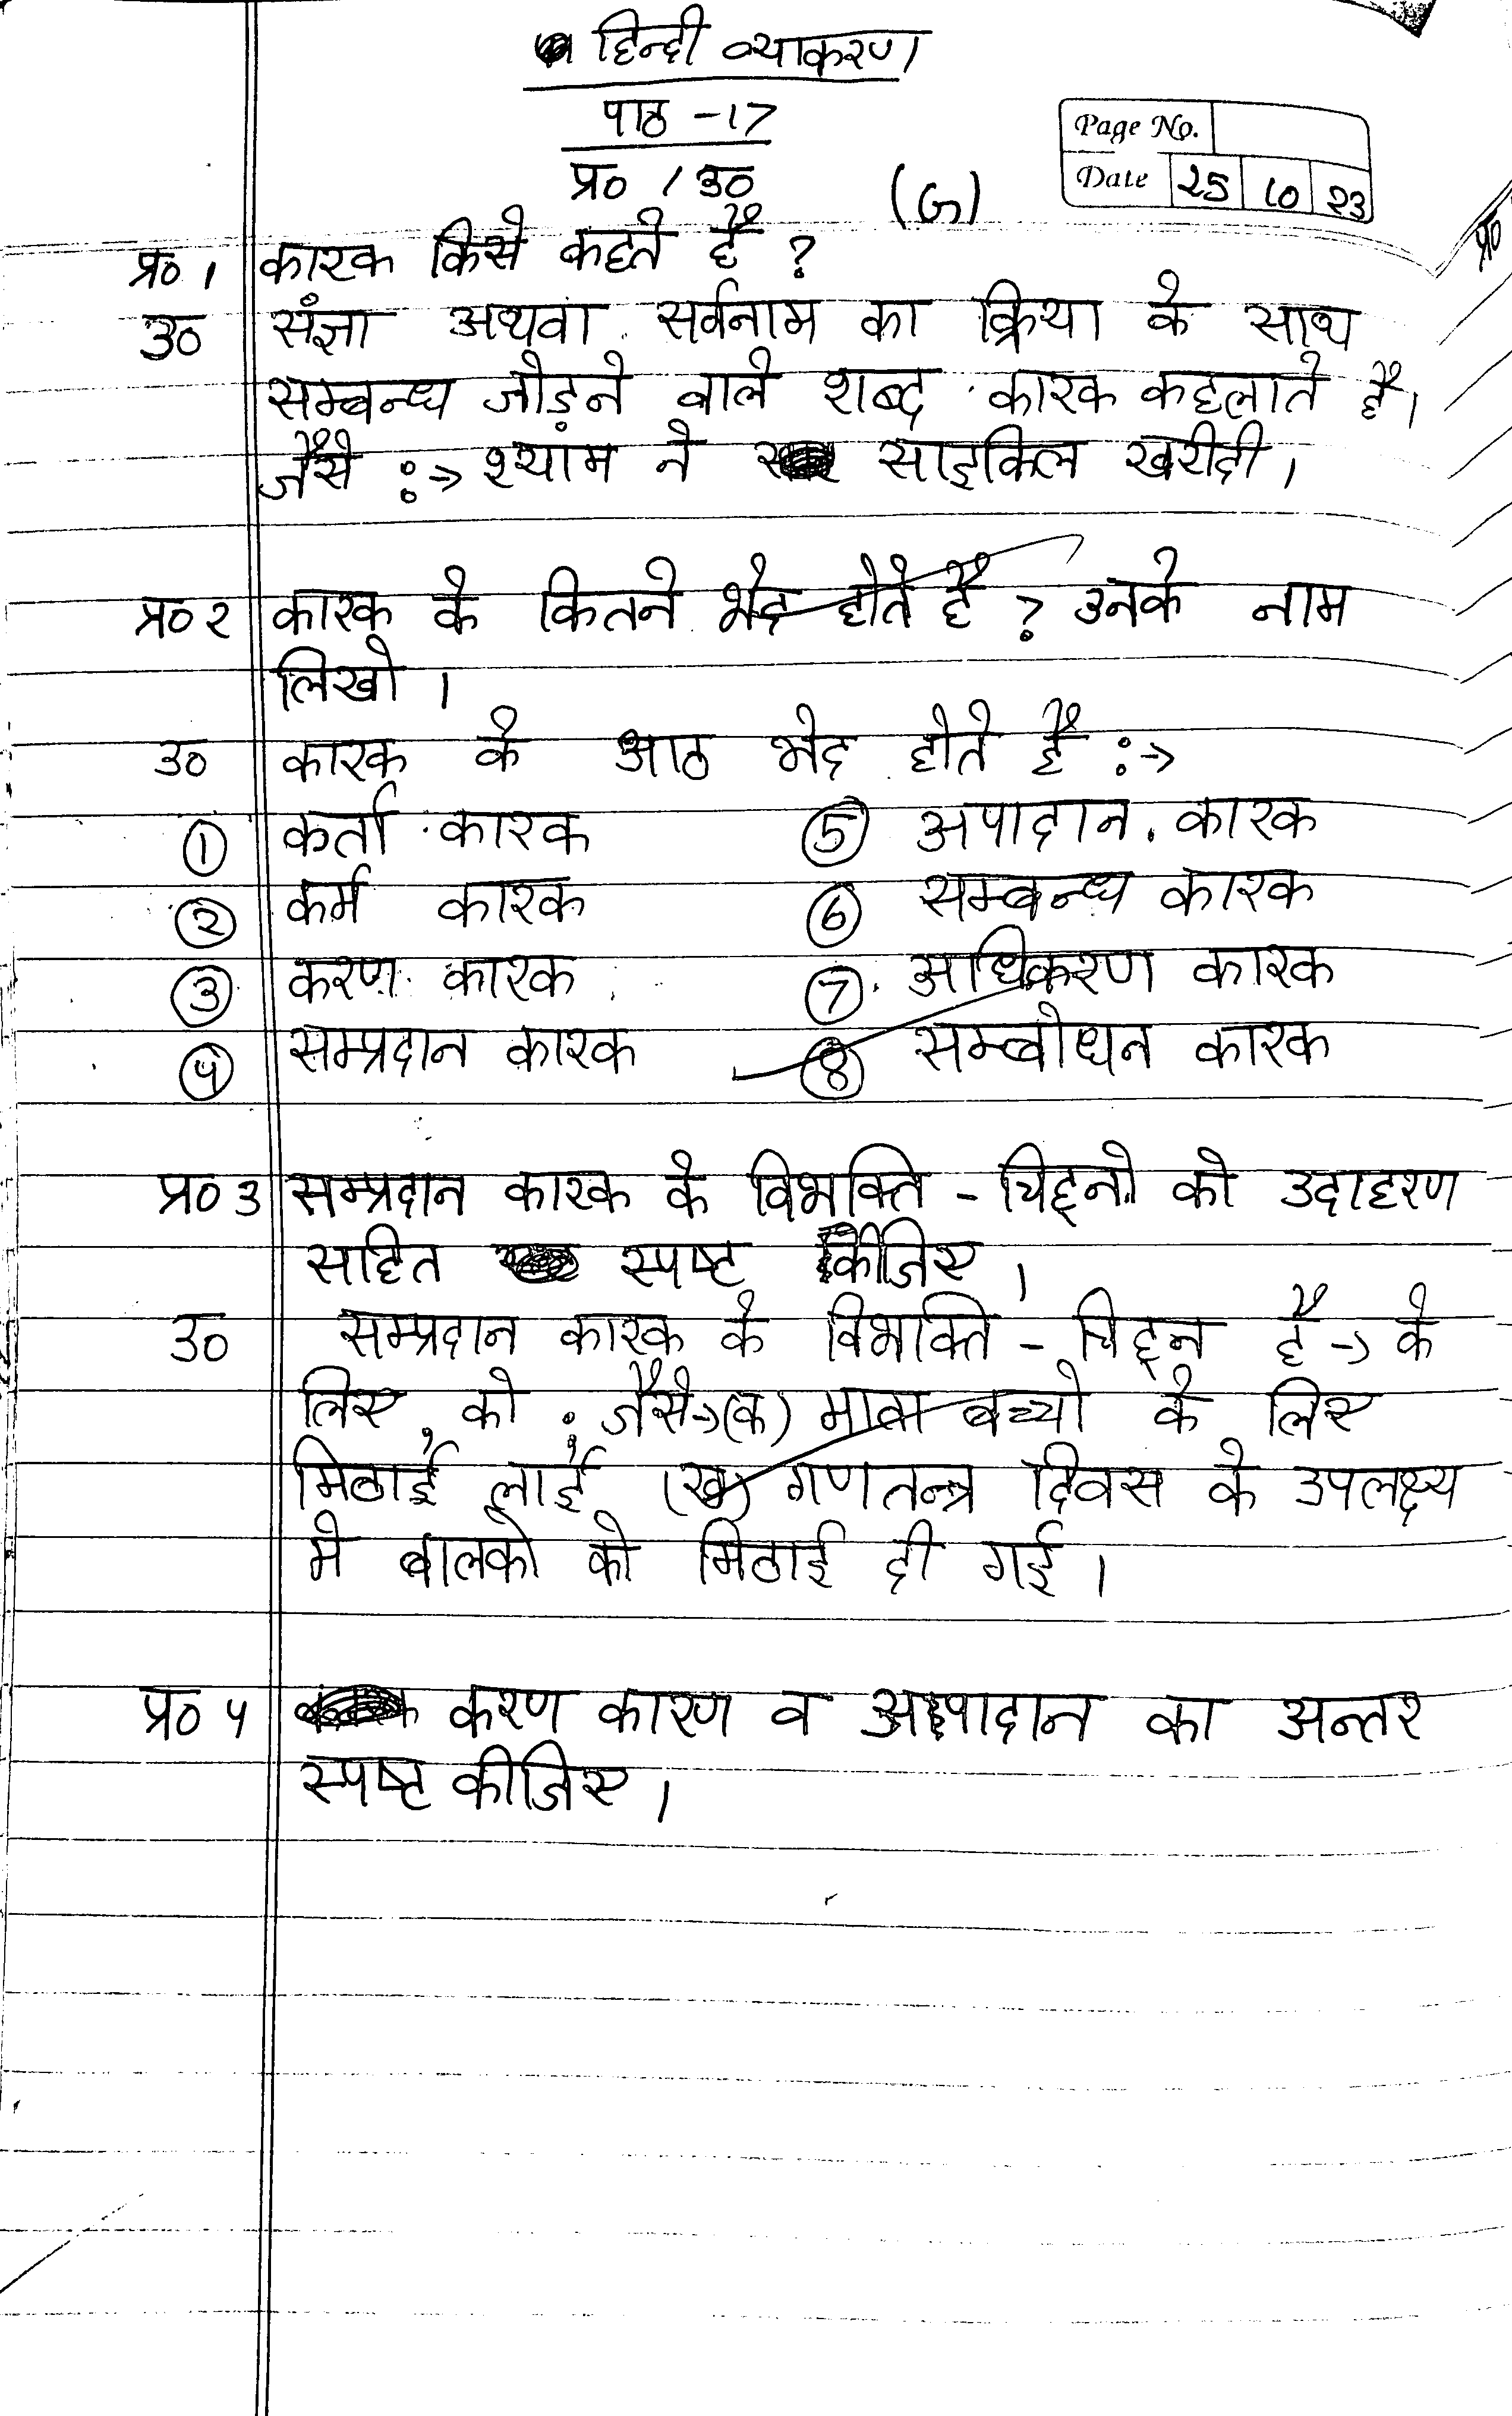 हिन्दी व्याकरण
पाठ -17
प्र० / उ०
Page No.
Date 25 10 23
प्र० 1 कारक किसे कहते है ?
उ० संज्ञा अथवा सर्वनाम का क्रिया के साथ
सम्बन्ध जोड़ने वाले शब्द कारक कहलाते है।
जैसे :→ श्याम ने साइकिल खरीदी।
प्र० २ कारक के कितने भेद होते है ? उनके नाम
लिखो।
उ० कारक के आठ भेद होते है :→
① कर्ता कारक ⑤ अपादान कारक
② कर्म कारक ⑥ सम्बन्ध कारक
③ करण कारक ⑦ अधिकरण कारक
④ सम्प्रदान कारक ⑧ सम्बोधन कारक
प्र० 3 सम्प्रदान कारक के विभक्ति - चिह्नो को उदाहरण
सहित स्पष्ट कीजिए।
उ० सम्प्रदान कारक के विभक्ति - चिह्न है → के
लिए, को : जैसे→(क) माता बच्चो के लिए
मिठाई लाई (ख) गणतन्त्र दिवस के उपलक्ष्य
मे बालको को मिठाई दी गई।
प्र० 4 करण कारण व अपादान का अन्तर
स्पष्ट कीजिए।
प्र०